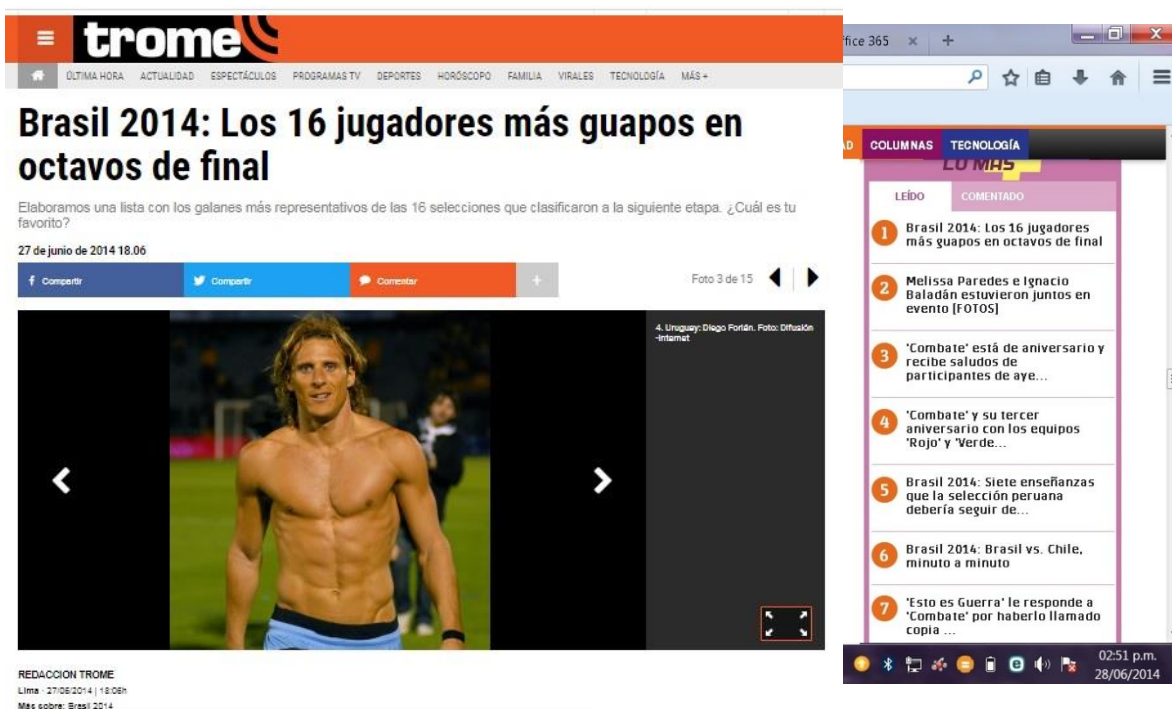 trome
ÚLTIMA HORA ACTUALIDAD ESPECTÁCULOS PROGRAMAS TV DEPORTES HORÓSCOPO FAMILIA VIRALES TECNOLOGÍA MÁS +
Brasil 2014: Los 16 jugadores más guapos en
octavos de final
Elaboramos una lista con los galanes más representativos de las 16 selecciones que clasificaron a la siguiente etapa. ¿Cuál es tu
favorito?
27 de junio de 2014 18.06
Compartir
Compartir
Comentar
+
Foto 3 de 15
4. Uruguay: Diego Forlán. Foto: Difusión
-Internet
REDACCION TROME
Lima - 27/06/2014 | 18:06h
Más sobre: Brasil 2014
ffice 365
AD COLUMNAS TECNOLOGÍA
LO MÁS
LEÍDO COMENTADO
1 Brasil 2014: Los 16 jugadores
más guapos en octavos de final
2 Melissa Paredes e Ignacio
Baladán estuvieron juntos en
evento [FOTOS]
3 'Combate' está de aniversario y
recibe saludos de
participantes de aye...
4 'Combate' y su tercer
aniversario con los equipos
'Rojo' y 'Verde...
5 Brasil 2014: Siete enseñanzas
que la selección peruana
debería seguir de...
6 Brasil 2014: Brasil vs. Chile,
minuto a minuto
7 'Esto es Guerra' le responde a
'Combate' por haberlo llamado
copia ...
02:51 p.m.
28/06/2014